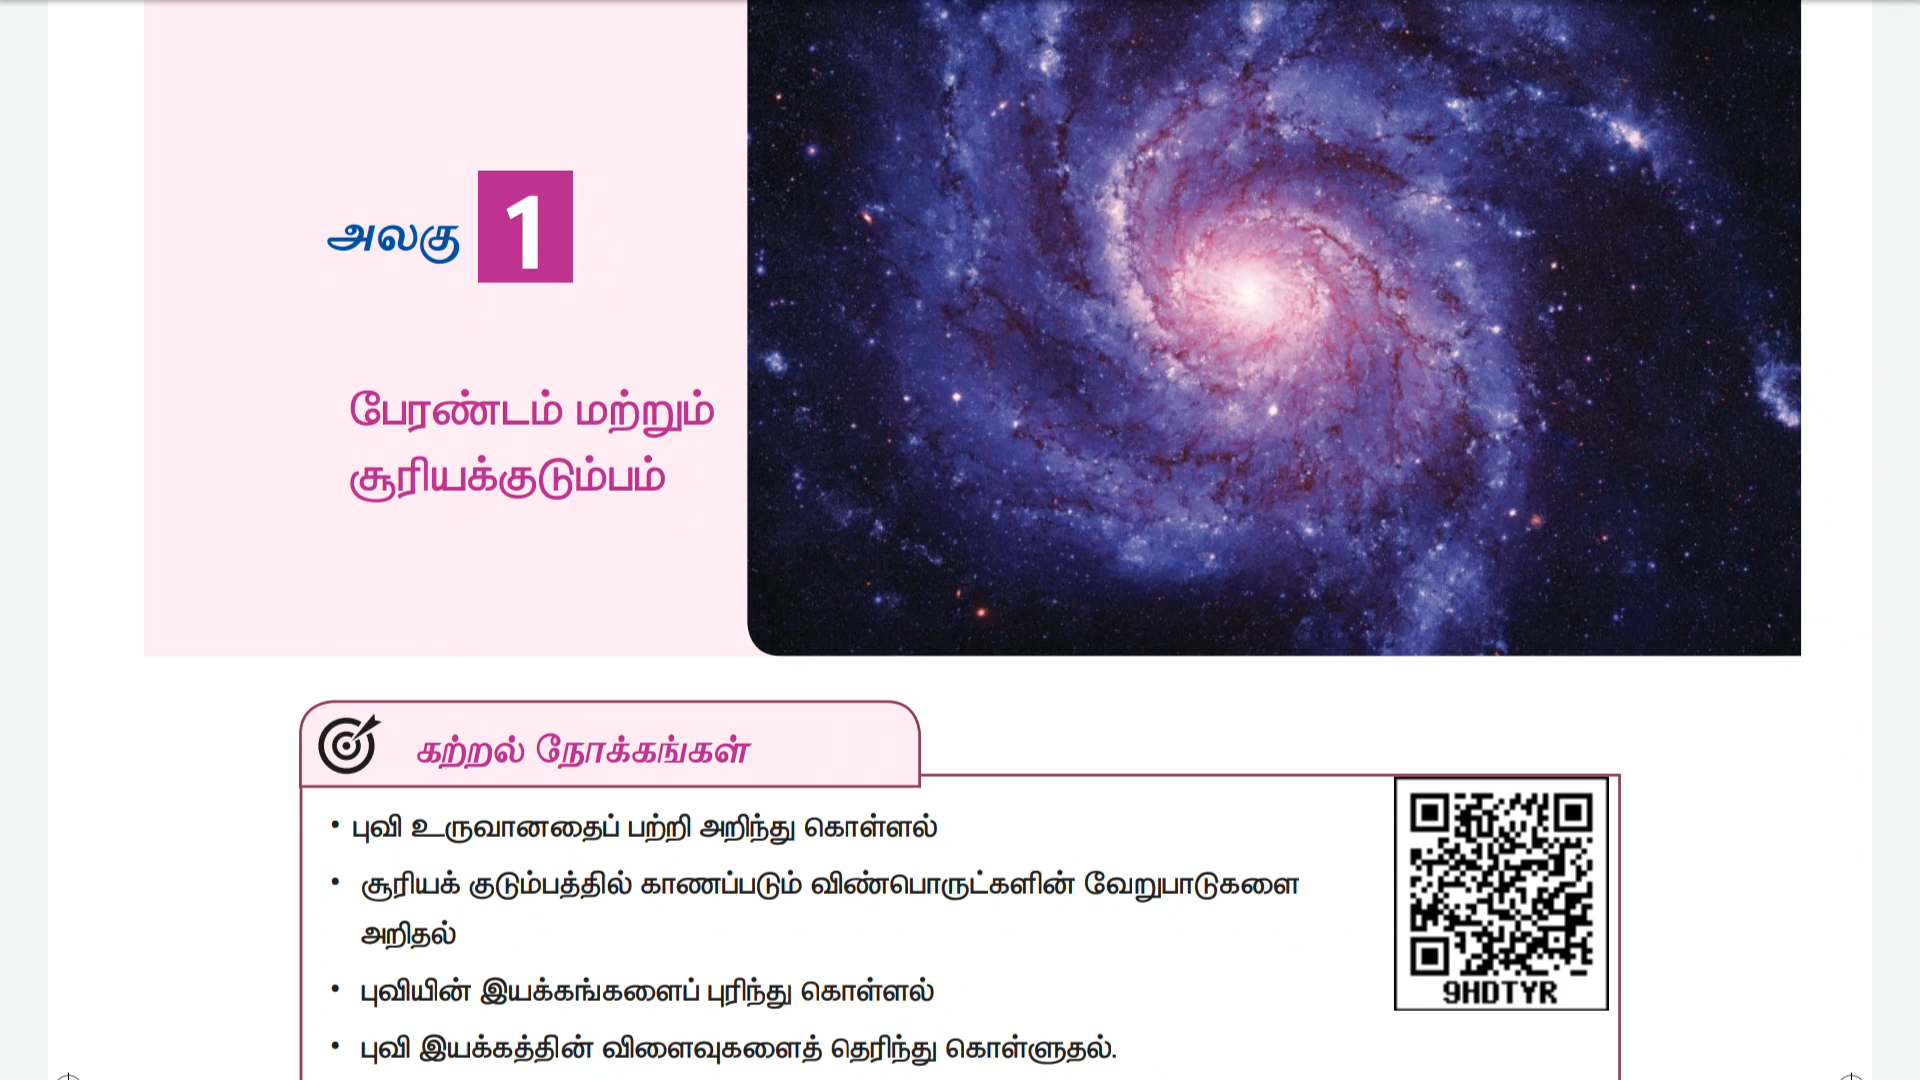 அலகு 1
பேரண்டம் மற்றும்
சூரியக்குடும்பம்
கற்றல் நோக்கங்கள்
• புவி உருவானதைப் பற்றி அறிந்து கொள்ளல்
• சூரியக் குடும்பத்தில் காணப்படும் விண்பொருட்களின் வேறுபாடுகளை
அறிதல்
• புவியின் இயக்கங்களைப் புரிந்து கொள்ளல்
• புவி இயக்கத்தின் விளைவுகளைத் தெரிந்து கொள்ளுதல்.
9HDTYR